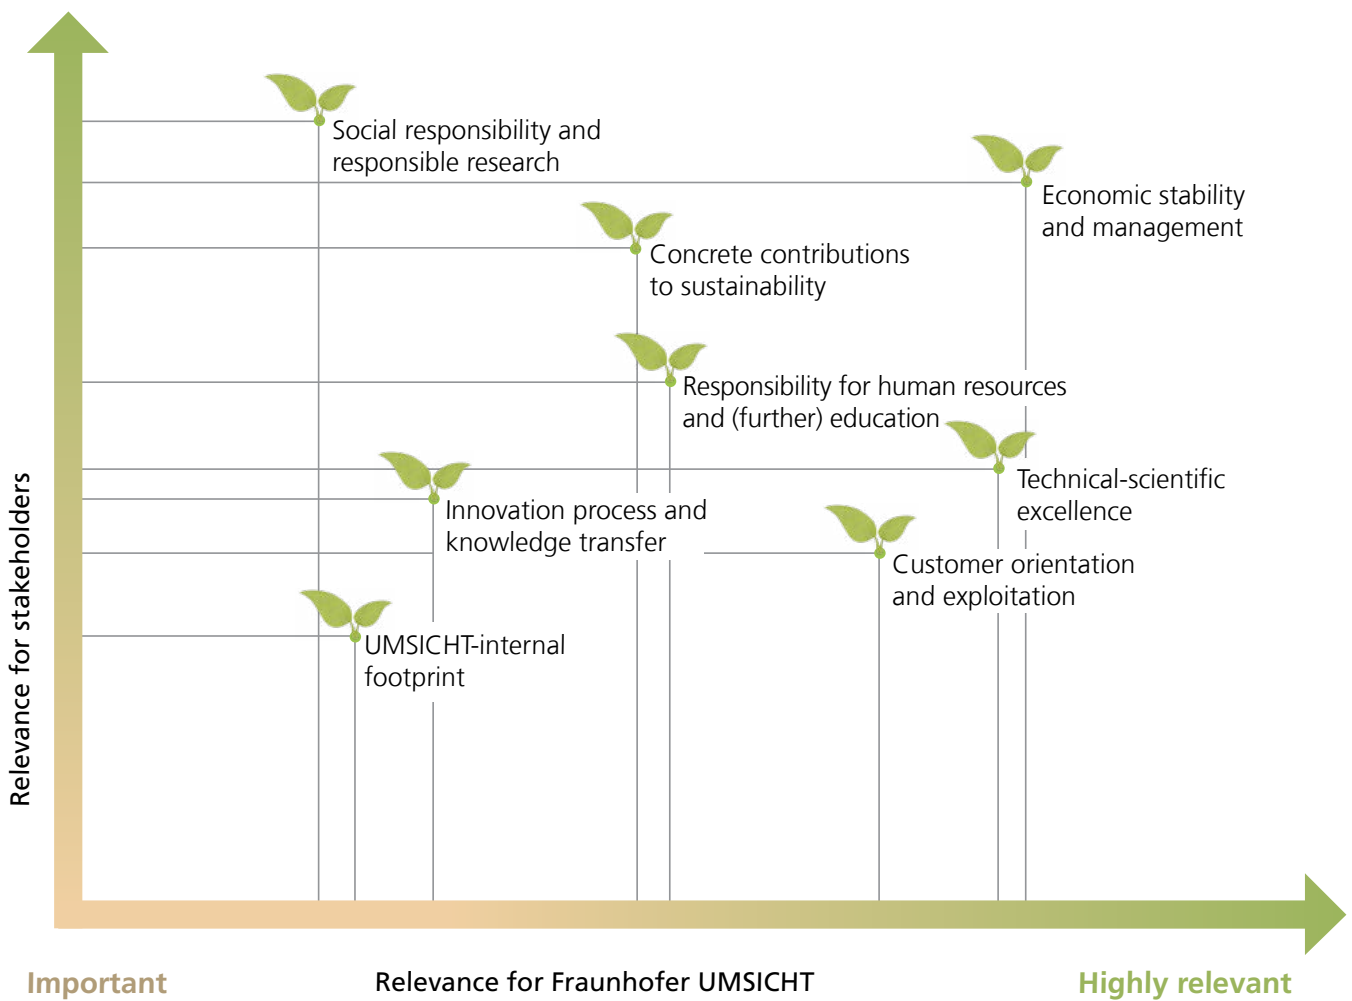 Social responsibility and
responsible research
Economic stability
and management
Concrete contributions
to sustainability
Responsibility for human resources
and (further) education
Technical-scientific
excellence
Innovation process and
knowledge transfer
Customer orientation
and exploitation
UMSICHT-internal
footprint
Relevance for stakeholders
Important
Relevance for Fraunhofer UMSICHT
Highly relevant